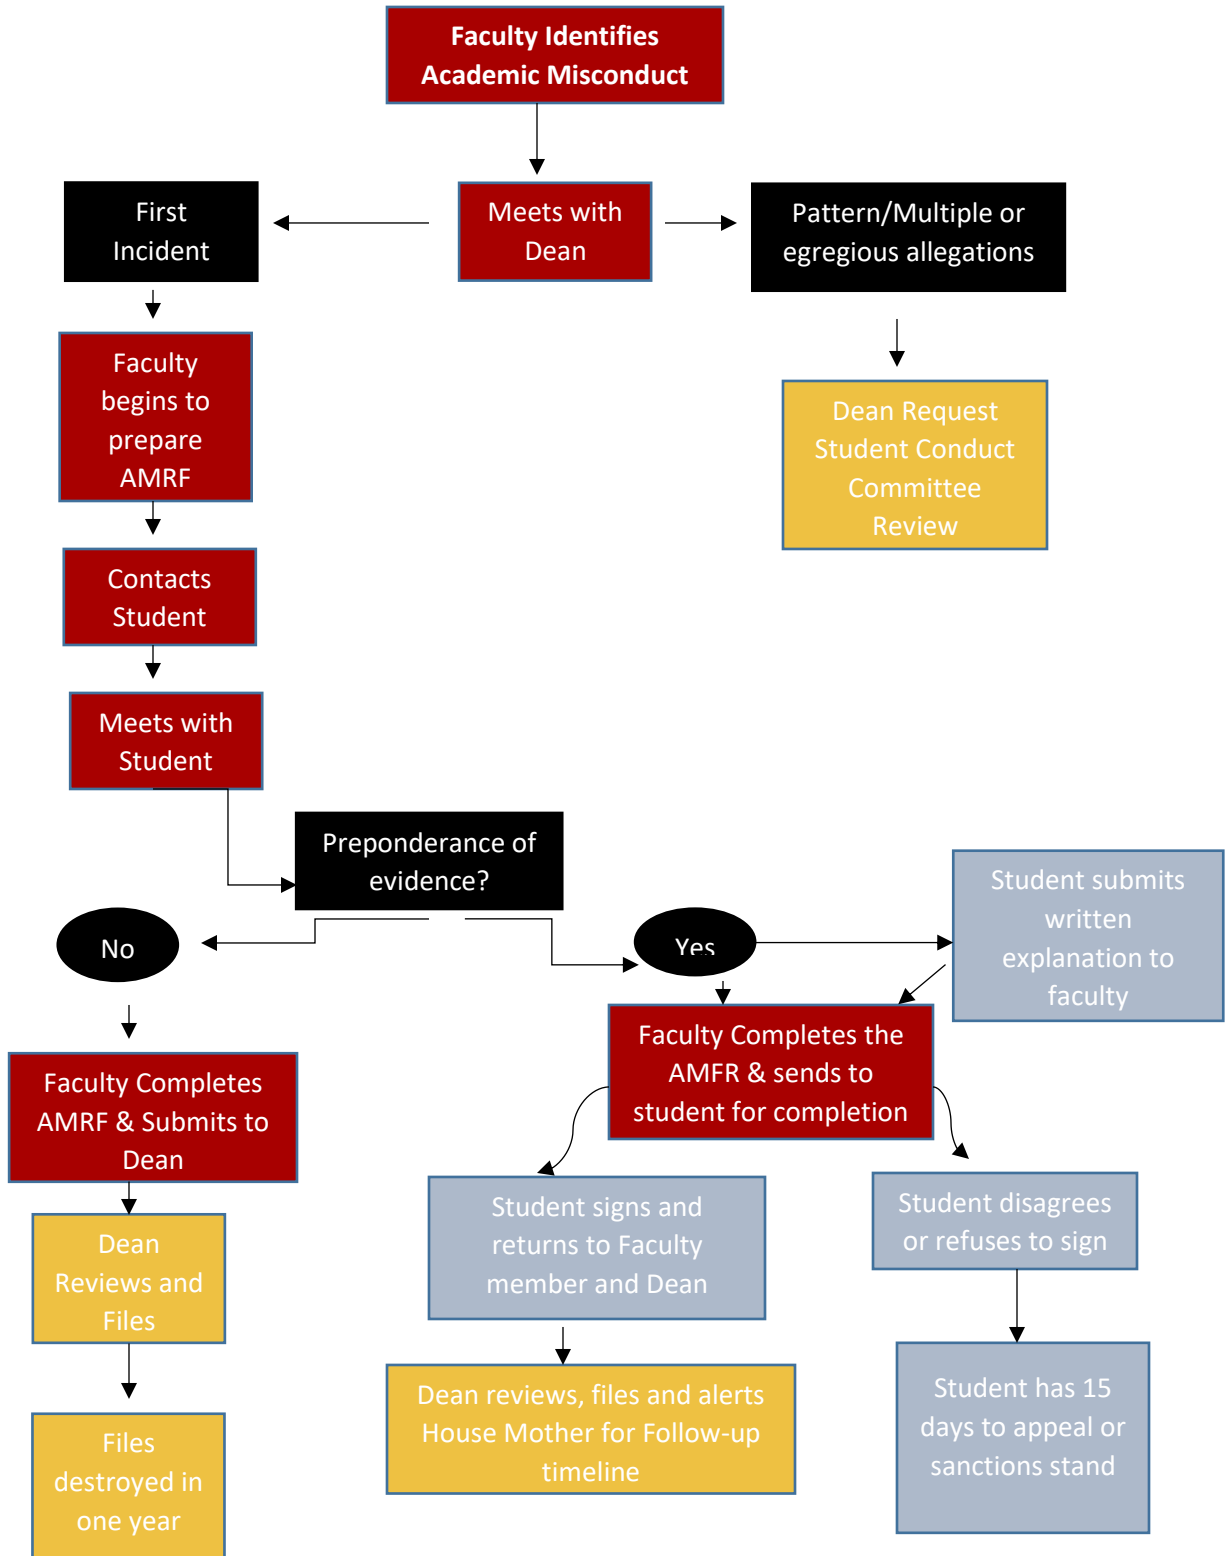 Faculty Identifies
Academic Misconduct
First
Incident
Meets with
Dean
Pattern/Multiple or
egregious allegations
Faculty
begins to
prepare
AMRF
Dean Request
Student Conduct
Committee
Review
Contacts
Student
Meets with
Student
Preponderance of
evidence?
No
Yes
Student submits
written
explanation to
faculty
Faculty Completes
AMRF & Submits to
Dean
Faculty Completes the
AMFR & sends to
student for completion
Dean
Reviews and
Files
Student signs and
returns to Faculty
member and Dean
Student disagrees
or refuses to sign
Files
destroyed in
one year
Dean reviews, files and alerts
House Mother for Follow-up
timeline
Student has 15
days to appeal or
sanctions stand